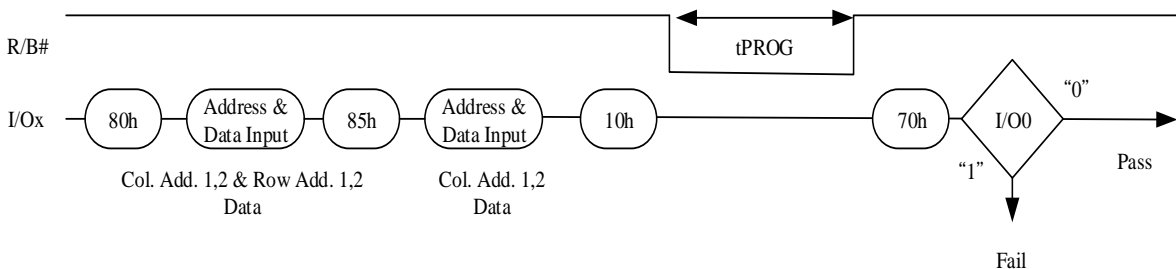 R/B#
tPROG
I/Ox
80h
Address &
Data Input
85h
Address &
Data Input
10h
70h
I/O0
“0”
“1”
Pass
Col. Add. 1,2 & Row Add. 1,2
Data
Col. Add. 1,2
Data
Fail